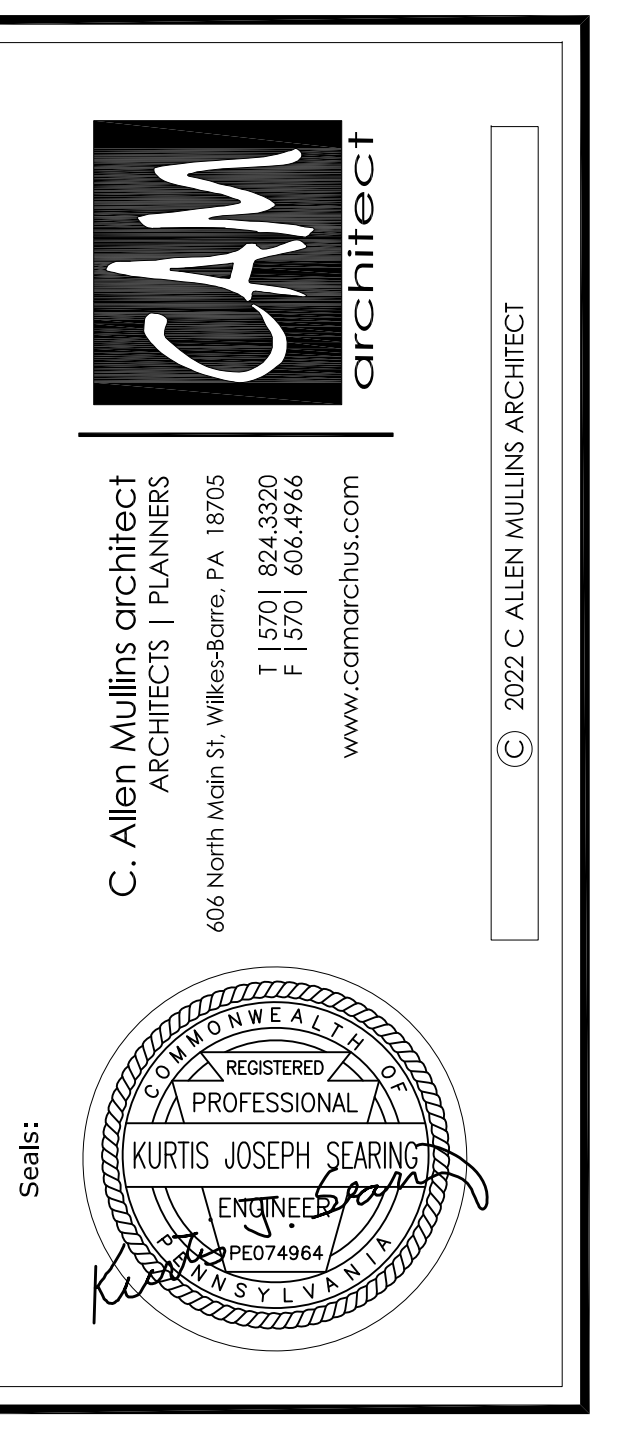 CAM
architect
C. Allen Mullins architect
ARCHITECTS | PLANNERS
606 North Main St, Wilkes-Barre, PA 18705
T |570| 824.3320
F |570| 606.4966
www.camarchus.com
© 2022 C ALLEN MULLINS ARCHITECT
Seals:
COMMONWEALTH OF
REGISTERED
PROFESSIONAL
KURTIS JOSEPH SEARING
ENGINEER
PE074964
PENNSYLVANIA
Kurtis J. Searing